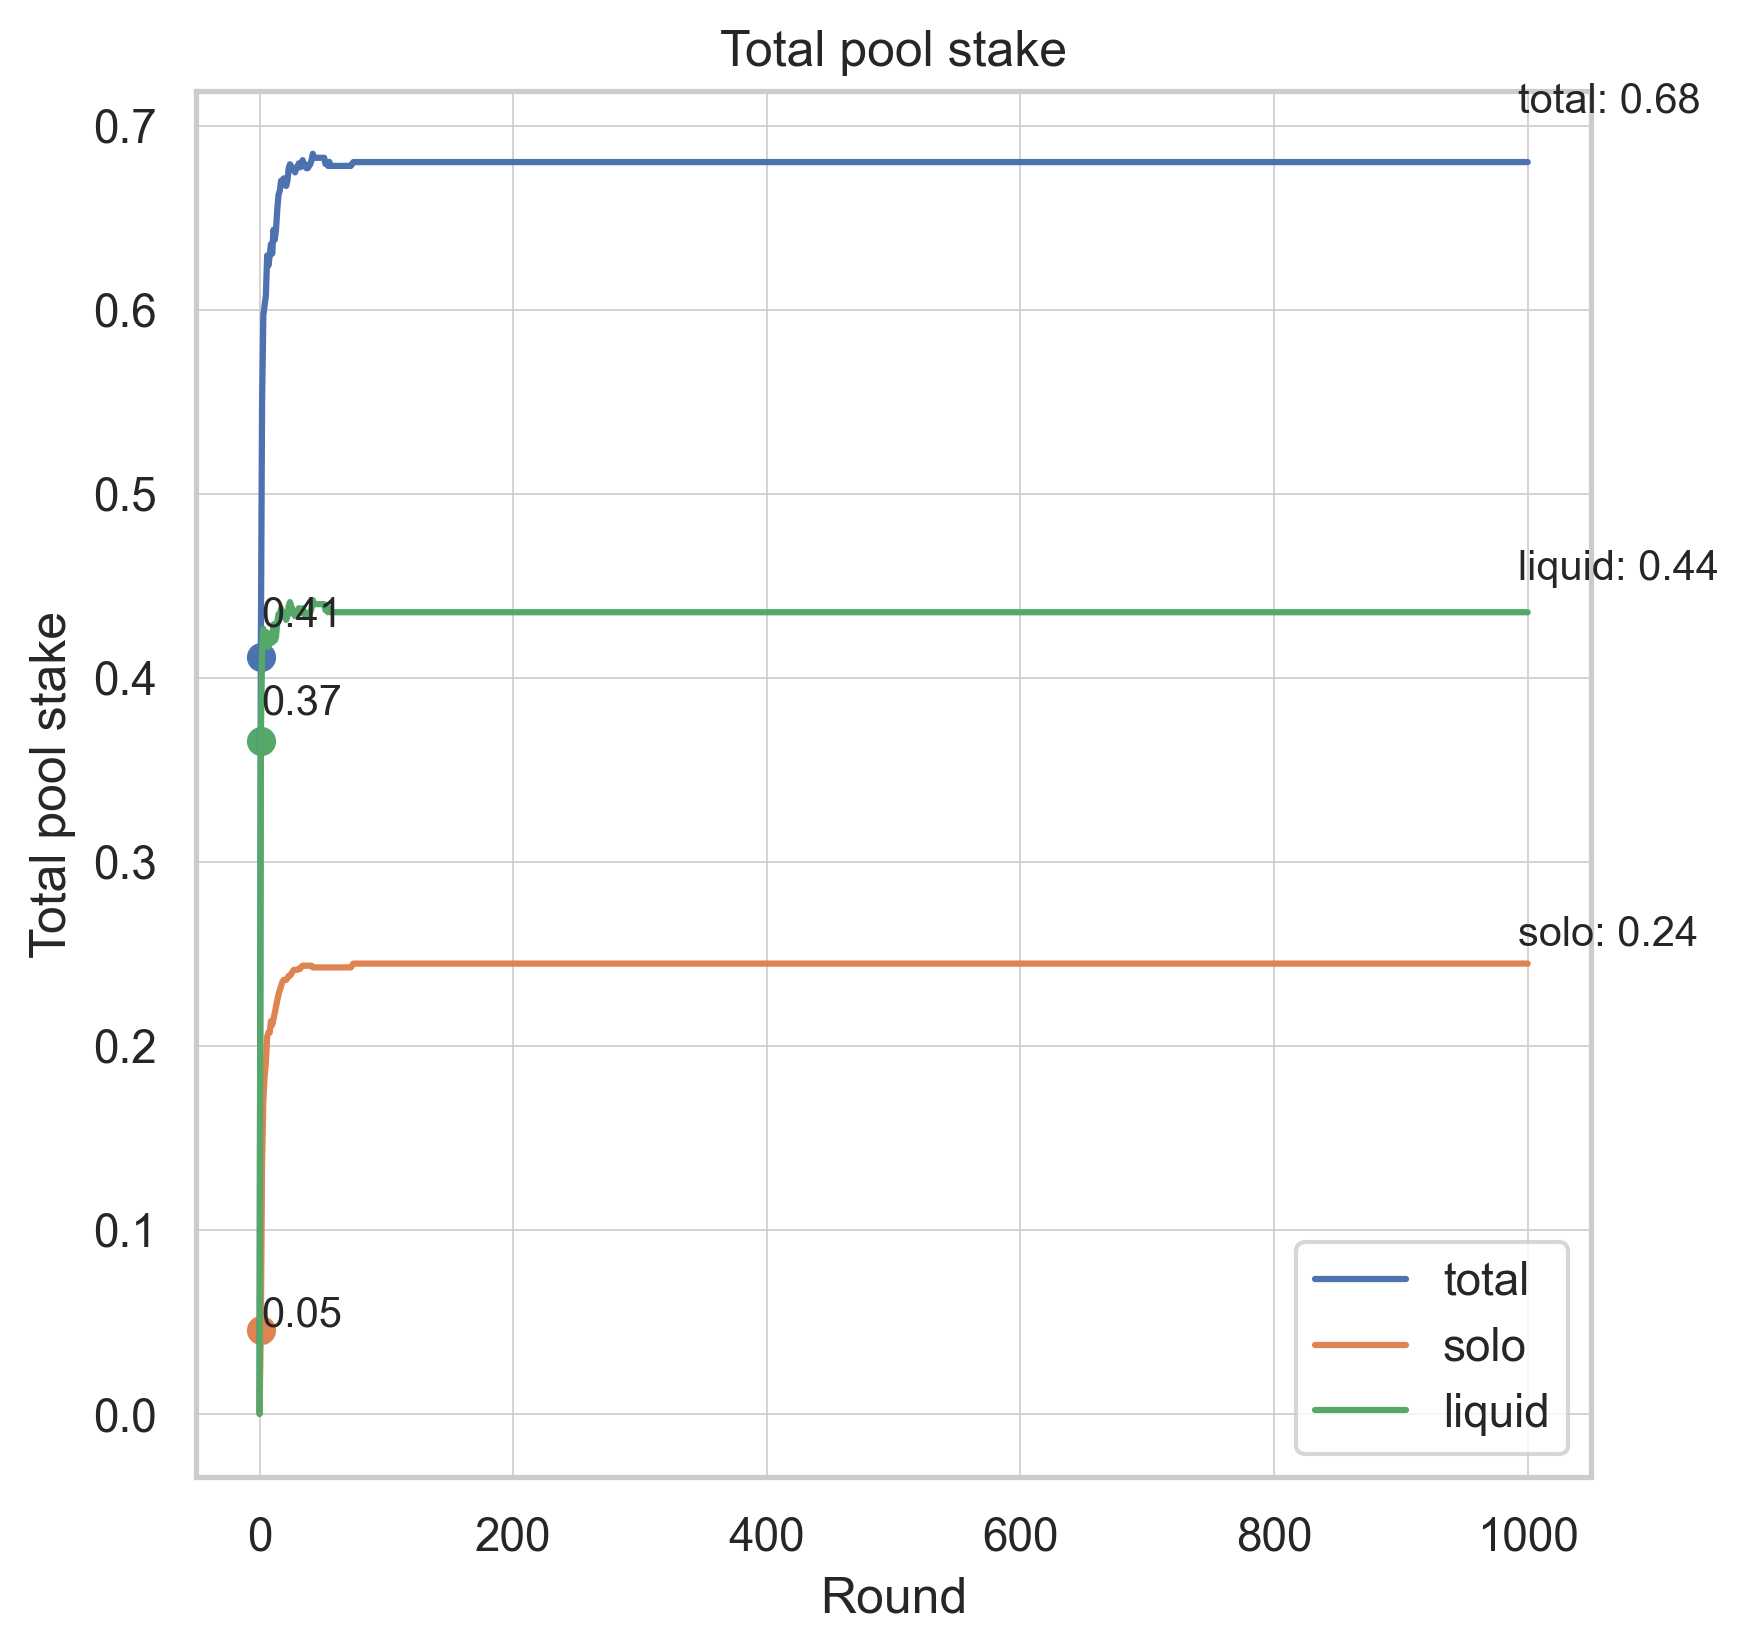 Total pool stake
total: 0.68
0.7
0.6
0.5
liquid: 0.44
0.41
0.4
0.37
Total pool stake
0.3
solo: 0.24
0.2
0.1
0.05
0.0
total
solo
liquid
0 200 400 600 800 1000
Round